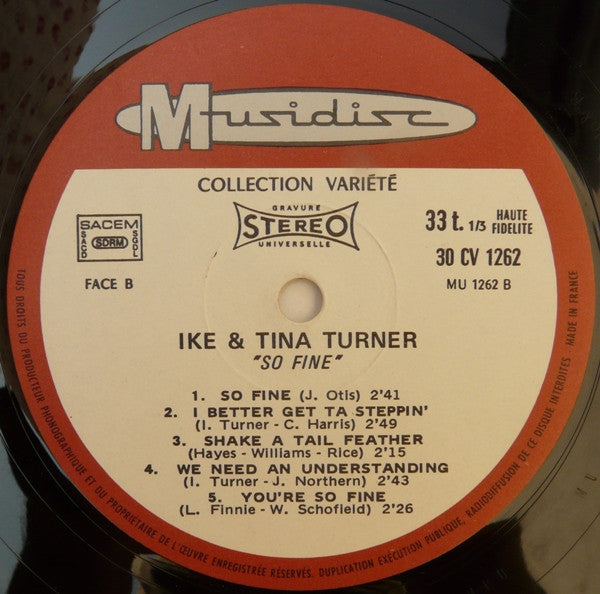 Musidisc
COLLECTION VARIÉTÉ
GRAVURE
STEREO
UNIVERSELLE
SACEM
SACD
SDRM
SGDL
FACE B
33 t. 1/3 HAUTE FIDELITE
30 CV 1262
MU 1262 B
IKE & TINA TURNER
"SO FINE"
1. SO FINE (J. Otis) 2'41
2. I BETTER GET TA STEPPIN'
(I. Turner - C. Harris) 2'49
3. SHAKE A TAIL FEATHER
(Hayes - Williams - Rice) 2'15
4. WE NEED AN UNDERSTANDING
(I. Turner - J. Northern) 2'43
5. YOU'RE SO FINE
(L. Finnie - W. Schofield) 2'26
TOUS DROITS DU PRODUCTEUR PHONOGRAPHIQUE ET DU PROPRIETAIRE DE L'ŒUVRE ENREGISTRÉE RÉSERVÉS. DUPLICATION EXÉCUTION PUBLIQUE, RADIODIFFUSION DE CE DISQUE INTERDITES - MADE IN FRANCE